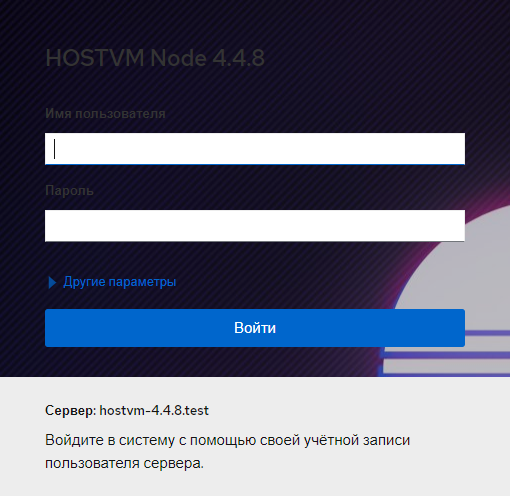 HOSTVM Node 4.4.8
Имя пользователя
Пароль
Другие параметры
Войти
Сервер: hostvm-4.4.8.test
Войдите в систему с помощью своей учётной записи
пользователя сервера.